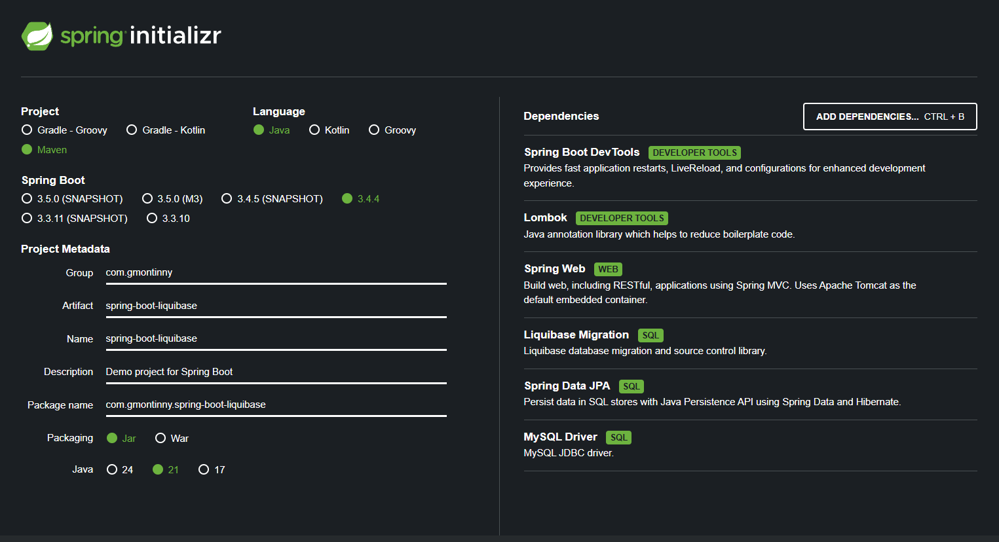 spring initializr
Project
Gradle - Groovy Gradle - Kotlin
Maven
Language
Java Kotlin Groovy
Spring Boot
3.5.0 (SNAPSHOT) 3.5.0 (M3) 3.4.5 (SNAPSHOT) 3.4.4
3.3.11 (SNAPSHOT) 3.3.10
Project Metadata
Group com.gmontinny
Artifact spring-boot-liquibase
Name spring-boot-liquibase
Description Demo project for Spring Boot
Package name com.gmontinny.spring-boot-liquibase
Packaging Jar War
Java 24 21 17
Dependencies ADD DEPENDENCIES... CTRL + B
Spring Boot DevTools DEVELOPER TOOLS
Provides fast application restarts, LiveReload, and configurations for enhanced development
experience.
Lombok DEVELOPER TOOLS
Java annotation library which helps to reduce boilerplate code.
Spring Web WEB
Build web, including RESTful, applications using Spring MVC. Uses Apache Tomcat as the
default embedded container.
Liquibase Migration SQL
Liquibase database migration and source control library.
Spring Data JPA SQL
Persist data in SQL stores with Java Persistence API using Spring Data and Hibernate.
MySQL Driver SQL
MySQL JDBC driver.